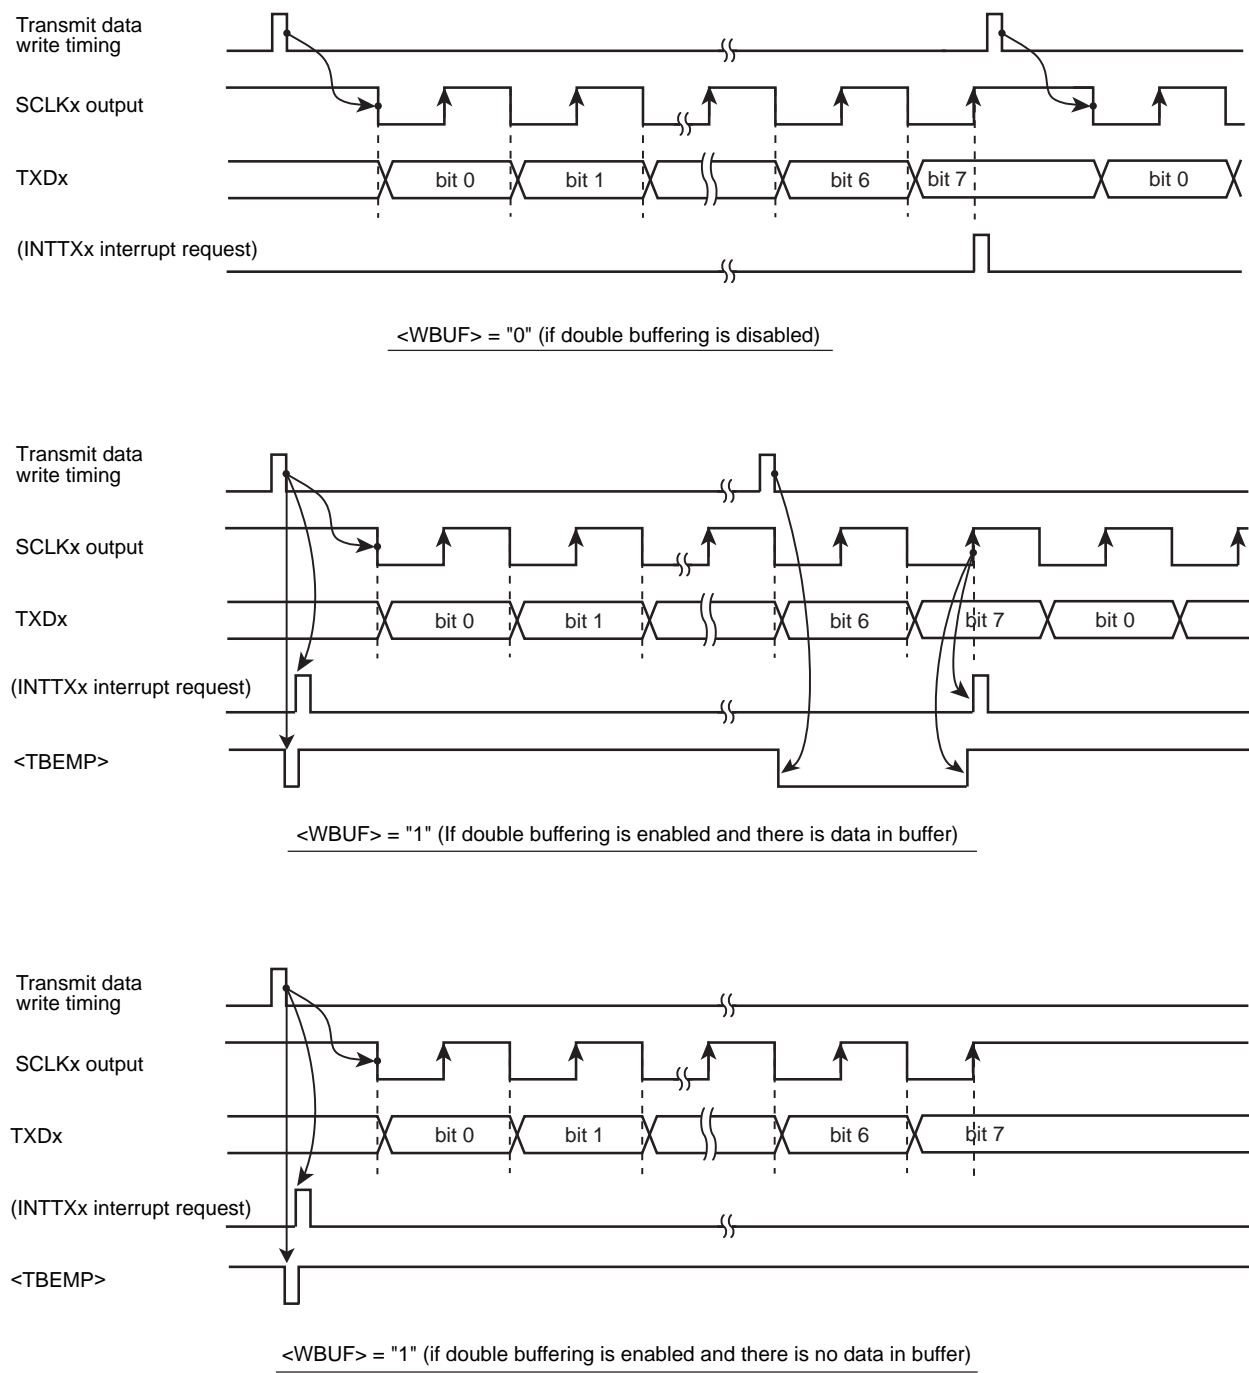 Transmit data
write timing
SCLKx output
TXDx
bit 0
bit 1
bit 6
bit 7
bit 0
(INTTXx interrupt request)
<WBUF> = "0" (if double buffering is disabled)
Transmit data
write timing
SCLKx output
TXDx
bit 0
bit 1
bit 6
bit 7
bit 0
(INTTXx interrupt request)
<TBEMP>
<WBUF> = "1" (If double buffering is enabled and there is data in buffer)
Transmit data
write timing
SCLKx output
TXDx
bit 0
bit 1
bit 6
bit 7
(INTTXx interrupt request)
<TBEMP>
<WBUF> = "1" (if double buffering is enabled and there is no data in buffer)